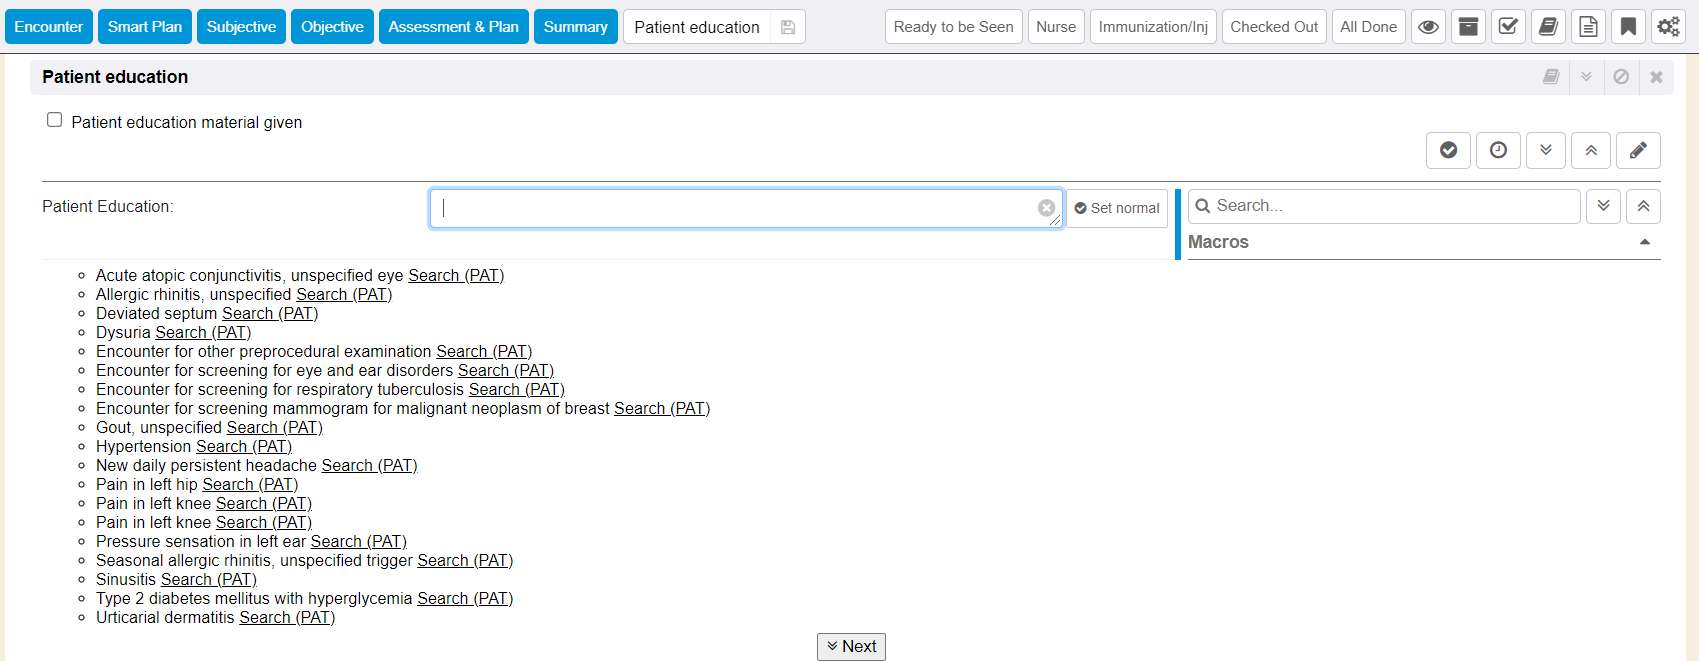 Encounter Smart Plan Subjective Objective Assessment & Plan Summary Patient education Ready to be Seen Nurse Immunization/Inj Checked Out All Done
Patient education
Patient education material given
Patient Education: Set normal Search...
Macros
Acute atopic conjunctivitis, unspecified eye Search (PAT)
Allergic rhinitis, unspecified Search (PAT)
Deviated septum Search (PAT)
Dysuria Search (PAT)
Encounter for other preprocedural examination Search (PAT)
Encounter for screening for eye and ear disorders Search (PAT)
Encounter for screening for respiratory tuberculosis Search (PAT)
Encounter for screening mammogram for malignant neoplasm of breast Search (PAT)
Gout, unspecified Search (PAT)
Hypertension Search (PAT)
New daily persistent headache Search (PAT)
Pain in left hip Search (PAT)
Pain in left knee Search (PAT)
Pain in left knee Search (PAT)
Pressure sensation in left ear Search (PAT)
Seasonal allergic rhinitis, unspecified trigger Search (PAT)
Sinusitis Search (PAT)
Type 2 diabetes mellitus with hyperglycemia Search (PAT)
Urticarial dermatitis Search (PAT)
Next